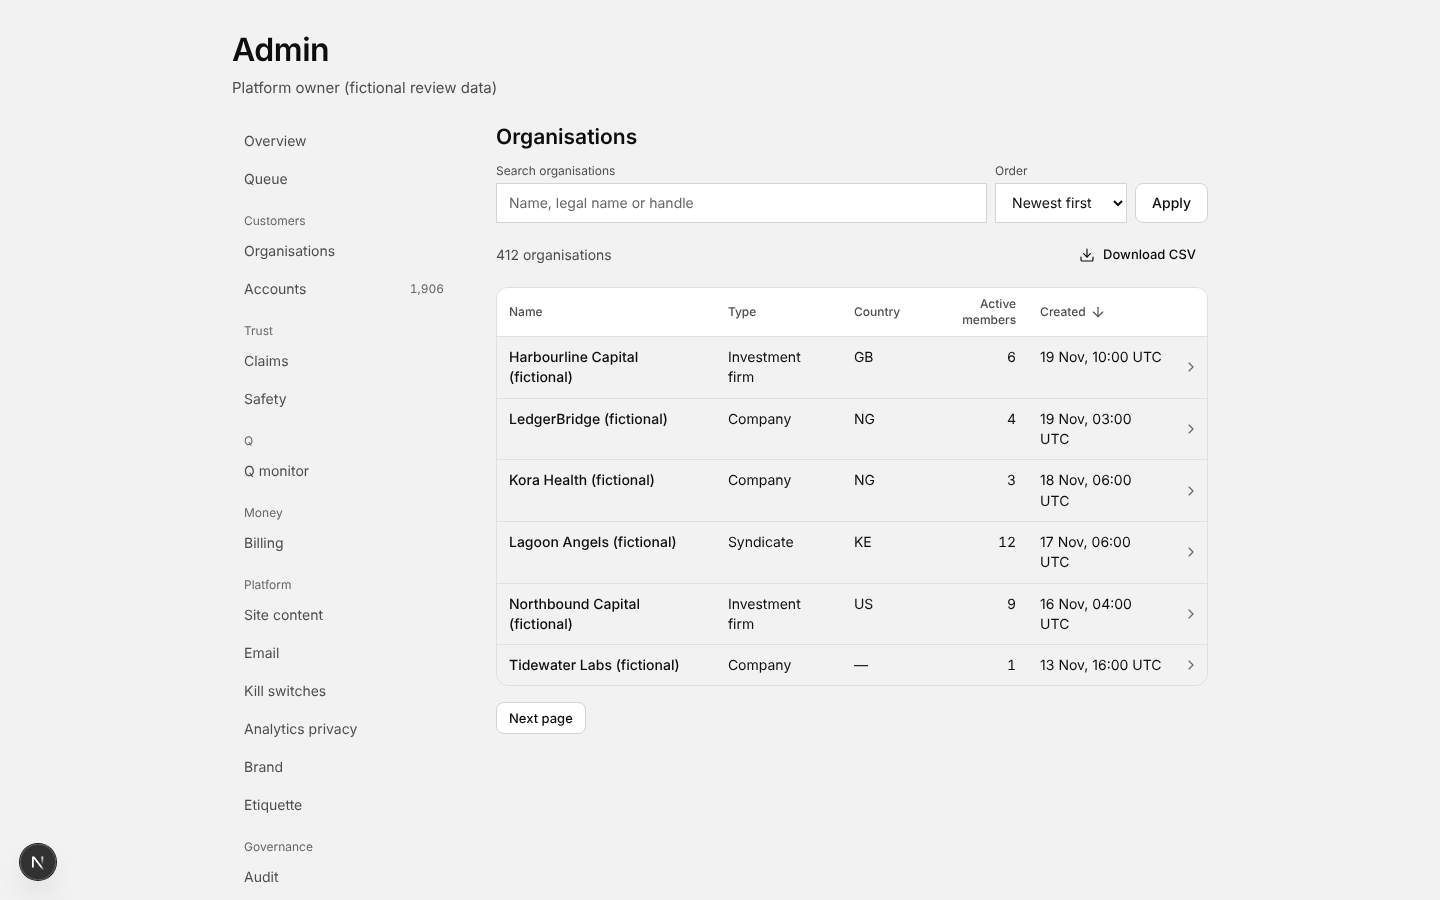 Admin
Platform owner (fictional review data)
Overview
Queue
Customers
Organisations
Accounts 1,906
Trust
Claims
Safety
Q
Q monitor
Money
Billing
Platform
Site content
Email
Kill switches
Analytics privacy
Brand
Etiquette
Governance
Audit
Organisations
Search organisations Order
Name, legal name or handle Newest first Apply
412 organisations Download CSV
Name Type Country Active members Created
Harbourline Capital (fictional) Investment firm GB 6 19 Nov, 10:00 UTC
LedgerBridge (fictional) Company NG 4 19 Nov, 03:00 UTC
Kora Health (fictional) Company NG 3 18 Nov, 06:00 UTC
Lagoon Angels (fictional) Syndicate KE 12 17 Nov, 06:00 UTC
Northbound Capital (fictional) Investment firm US 9 16 Nov, 04:00 UTC
Tidewater Labs (fictional) Company — 1 13 Nov, 16:00 UTC
Next page
N